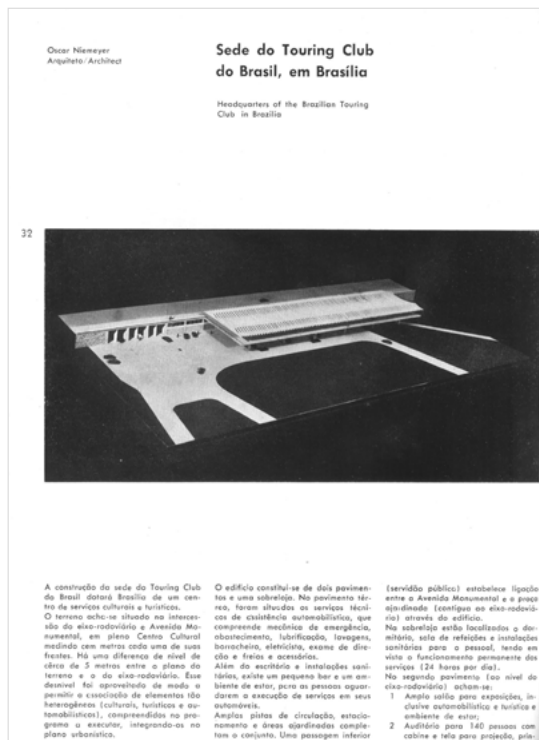 Oscar Niemeyer
Arquiteto/Architect
Sede do Touring Club
do Brasil, em Brasília
Headquarters of the Brazilian Touring
Club in Brazilia
32
A construção da sede do Touring Club
do Brasil dotará Brasília de um cen-
tro de serviços culturais e turísticos.
O terreno acha-se situado na interces-
são do eixo-rodoviário e Avenida Mo-
numental, em pleno Centro Cultural
medindo cem metros cada uma de suas
frentes. Há uma diferença de nível de
cêrca de 5 metros entre o plano do
terreno e o do eixo-rodoviário. Esse
desnível foi aproveitado de modo a
permitir a associação de elementos tão
heterogêneos (culturais, turísticos e au-
tomobilísticos), compreendidos no pro-
grama a executar, integrando-os no
plano urbanístico.
O edifício constitui-se de dois pavimen-
tos e uma sobreloja. No pavimento tér-
reo, foram situados os serviços técni-
cos de assistência automobilística, que
compreende mecânica de emergência,
abastecimento, lubrificação, lavagens,
borracheiro, eletricista, exame de dire-
ção e freios e acessórios.
Além do escritório e instalações sani-
tárias, existe um pequeno bar e um am-
biente de estar, para as pessoas aguar-
darem a execução de serviços em seus
automóveis.
Amplas pistas de circulação, estacio-
namento e áreas ajardinadas comple-
tam o conjunto. Uma passagem inferior
(servidão pública) estabelece ligação
entre a Avenida Monumental e a praça
ajardinada (contígua ao eixo-rodoviá-
rio) através do edifício.
Na sobreloja estão localizados o dor-
mitório, sala de refeições e instalações
sanitárias para o pessoal, tendo em
vista o funcionamento permanente dos
serviços (24 horas por dia).
No segundo pavimento (ao nível do
eixo-rodoviário) acham-se:
1 Amplo salão para exposições, in-
clusive automobilística e turística e
ambiente de estar;
2 Auditório para 140 pessoas com
cabine e tela para projeção, pris-